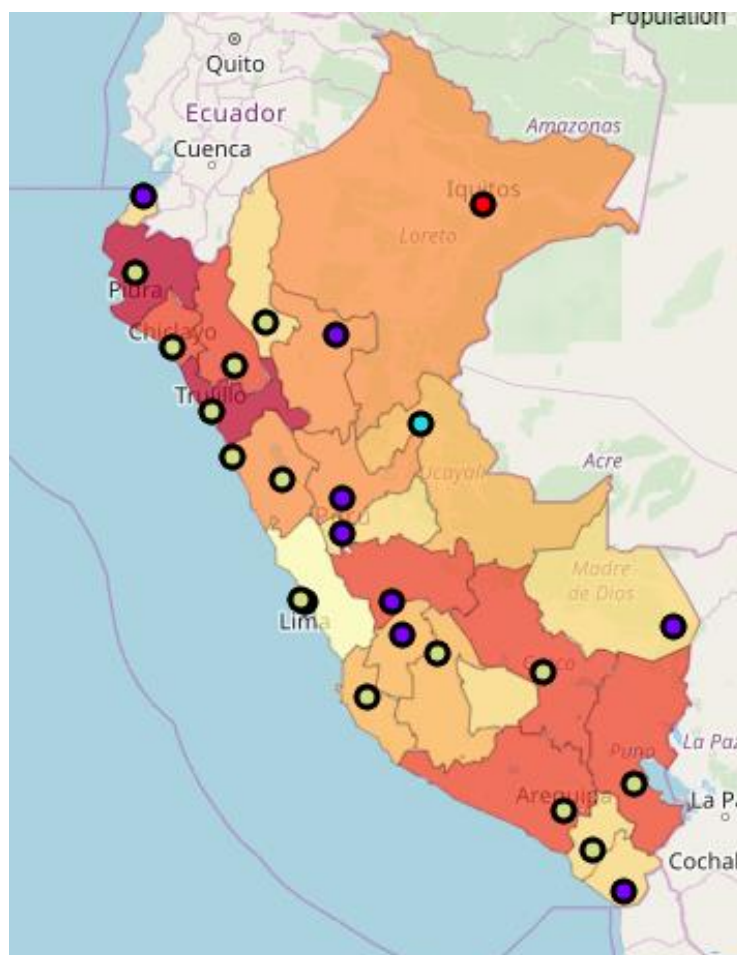 Population
Quito
Ecuador
Cuenca
Amazonas
Iquitos
Loreto
Piura
Chiclayo
Trujillo
Acre
Ucayali
Madre
de Dios
Lima
Cusco
La Paz
Puno
Arequipa
La Pa
Cochal